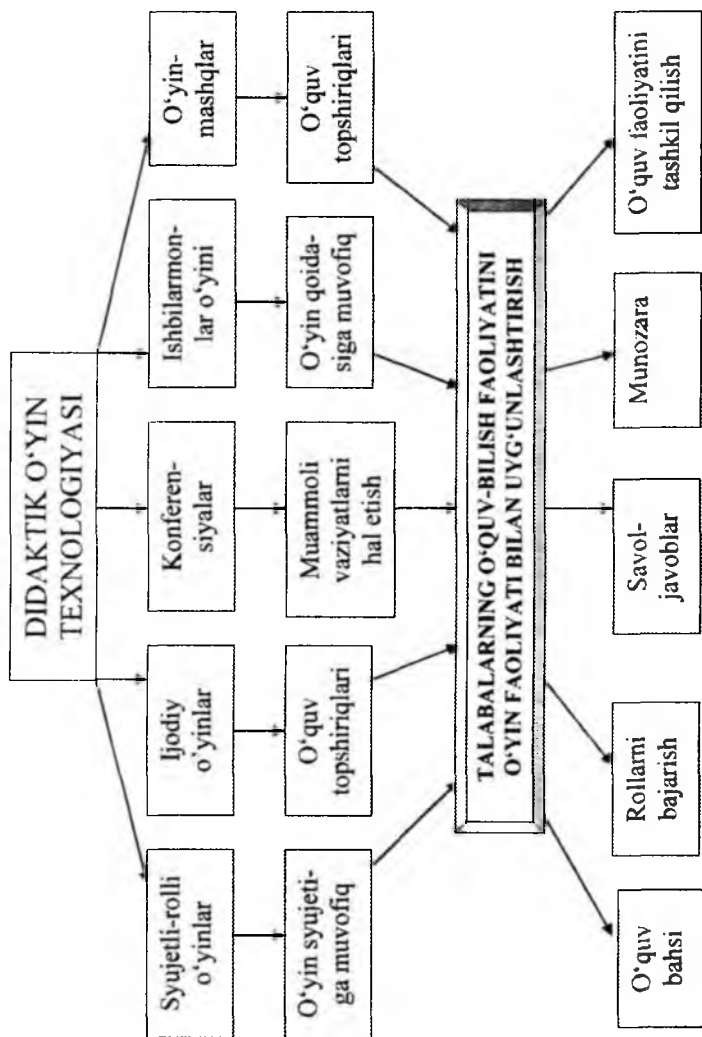 DIDAKTIK O‘YIN
TEXNOLOGIYASI
Syujetli-rolli
o‘yinlar
Ijodiy
o‘yinlar
Konferen-
siyalar
Ishbilarmon-
lar o‘yini
O‘yin-
mashqlar
O‘yin syujeti-
ga muvofiq
O‘quv
topshiriqlari
Muammoli
vaziyatlarni
hal etish
O‘yin qoida-
siga muvofiq
O‘quv
topshiriqlari
TALABALARNING O‘QUV-BILISH FAOLIYATINI
O‘YIN FAOLIYATI BILAN UYG‘UNLASHTIRISH
O‘quv
bahsi
Rollarni
bajarish
Savol-
javoblar
Munozara
O‘quv faoliyatini
tashkil qilish